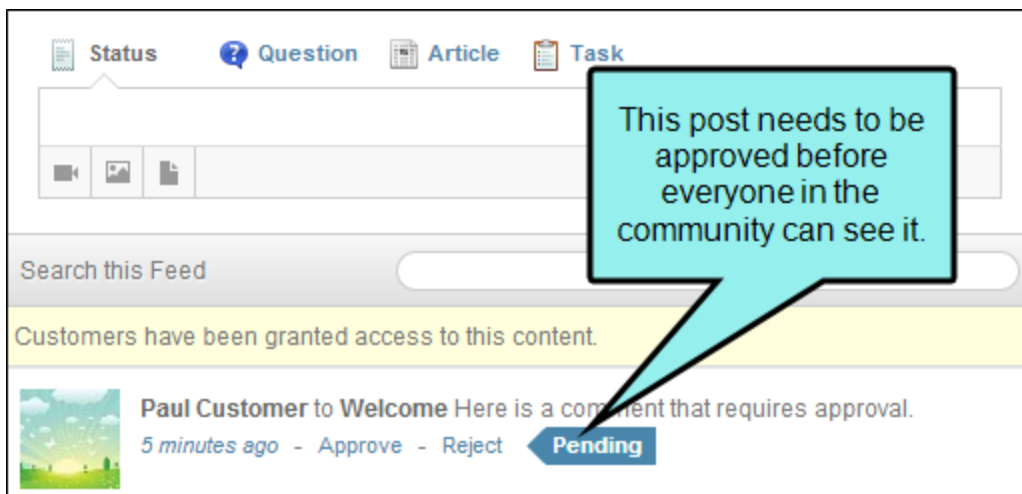 Status Question Article Task
This post needs to be
approved before
everyone in the
community can see it.
Search this Feed
Customers have been granted access to this content.
Paul Customer to Welcome Here is a comment that requires approval.
5 minutes ago - Approve - Reject Pending